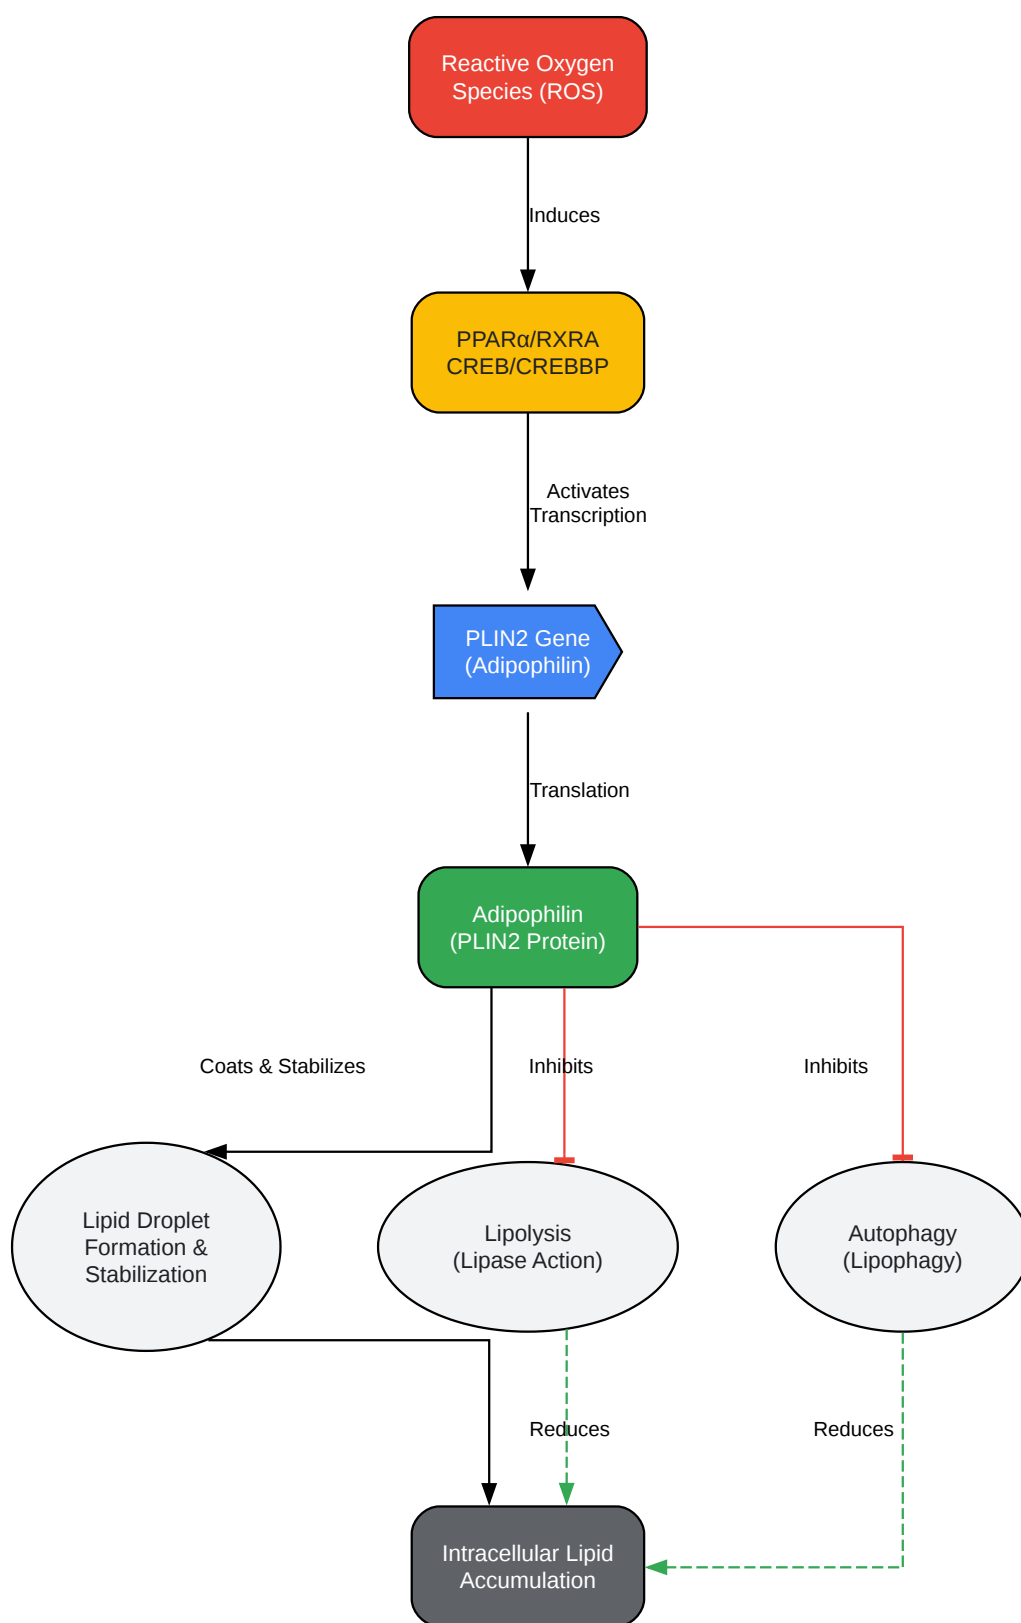 Reactive Oxygen
Species (ROS)
Induces
PPARα/RXRA
CREB/CREBBP
Activates
Transcription
PLIN2 Gene
(Adipophilin)
Translation
Adipophilin
(PLIN2 Protein)
Coats & Stabilizes
Inhibits
Inhibits
Lipid Droplet
Formation &
Stabilization
Lipolysis
(Lipase Action)
Autophagy
(Lipophagy)
Reduces
Reduces
Intracellular Lipid
Accumulation